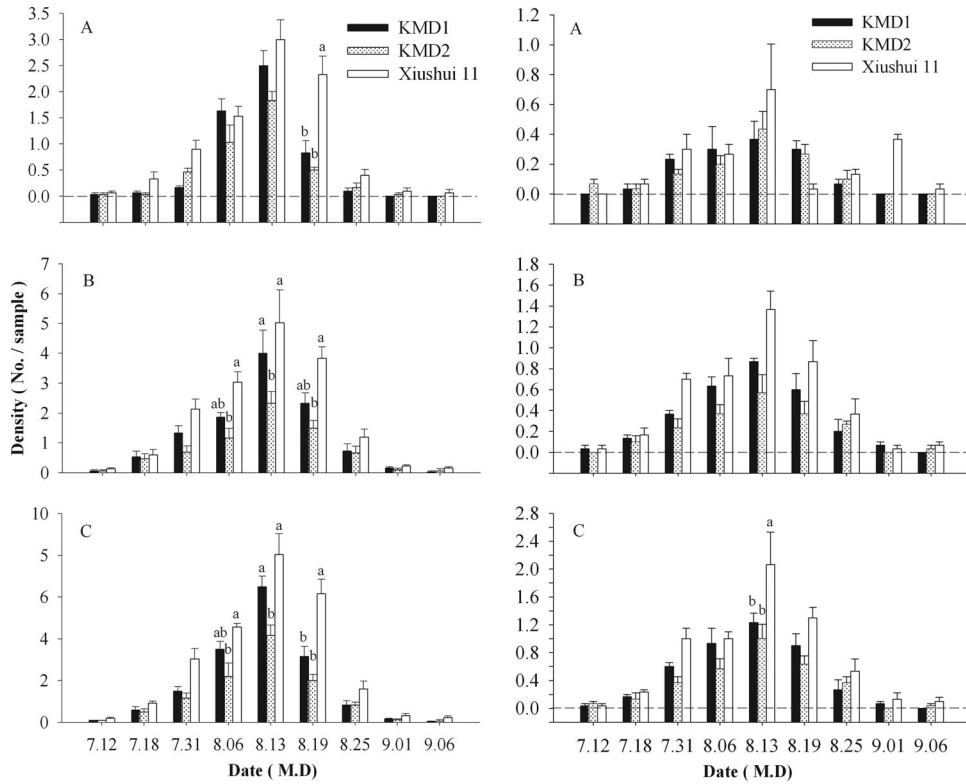 A
KMD1
KMD2
Xiushui 11
3.5
3.0
2.5
2.0
1.5
1.0
0.5
0.0
b
b
a
B
7
6
5
4
3
2
1
0
ab
b
a
a
b
a
ab
b
a
C
10
5
6
4
2
0
ab
b
a
a
b
a
b
b
a
7.12 7.18 7.31 8.06 8.13 8.19 8.25 9.01 9.06
Date ( M.D)
Density ( No. / sample )
A
KMD1
KMD2
Xiushui 11
1.2
1.0
0.8
0.6
0.4
0.2
0.0
B
1.8
1.6
1.4
1.2
1.0
0.8
0.6
0.4
0.2
0.0
C
2.8
2.4
1.8
1.6
1.2
0.8
0.4
0.0
b
b
a
7.12 7.18 7.31 8.06 8.13 8.19 8.25 9.01 9.06
Date ( M.D)